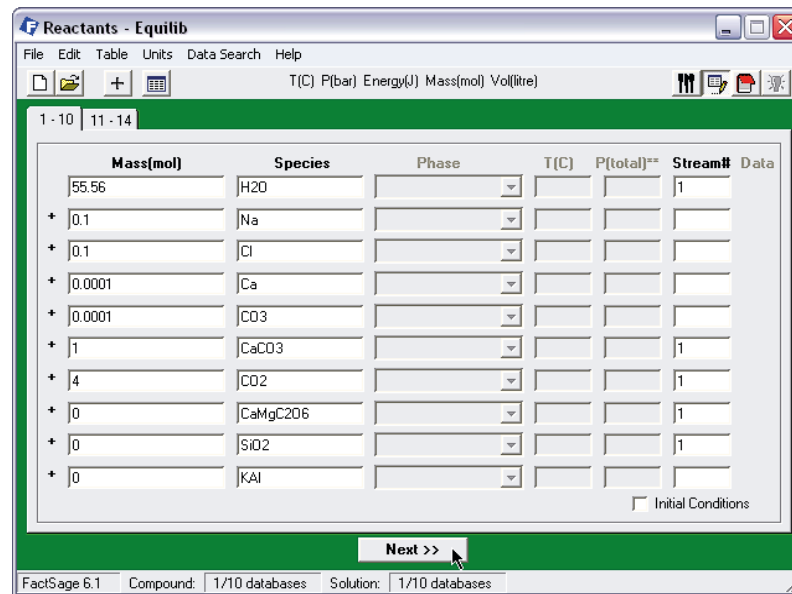 Reactants - Equilib
File Edit Table Units Data Search Help
T(C) P(bar) Energy(J) Mass(mol) Vol(litre)
1 - 10 11 - 14
Mass(mol) Species Phase T(C) P(total)** Stream# Data
55.56 H2O 1
+ 0.1 Na
+ 0.1 Cl
+ 0.0001 Ca
+ 0.0001 CO3
+ 1 CaCO3 1
+ 4 CO2 1
+ 0 CaMgC2O6 1
+ 0 SiO2 1
+ 0 KAl
Initial Conditions
Next >>
FactSage 6.1 Compound: 1/10 databases Solution: 1/10 databases